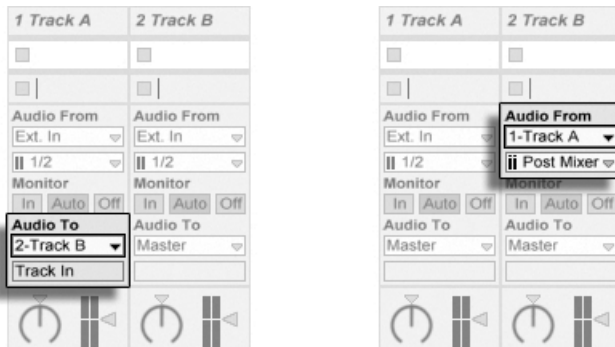 1 Track A
2 Track B
Audio From
Audio From
Ext. In
Ext. In
1/2
1/2
Monitor
Monitor
In Auto Off
In Auto Off
Audio To
Audio To
2-Track B
Master
Track In
1 Track A
2 Track B
Audio From
Audio From
Ext. In
1-Track A
1/2
Post Mixer
Monitor
Monitor
In Auto Off
In Auto Off
Audio To
Audio To
Master
Master